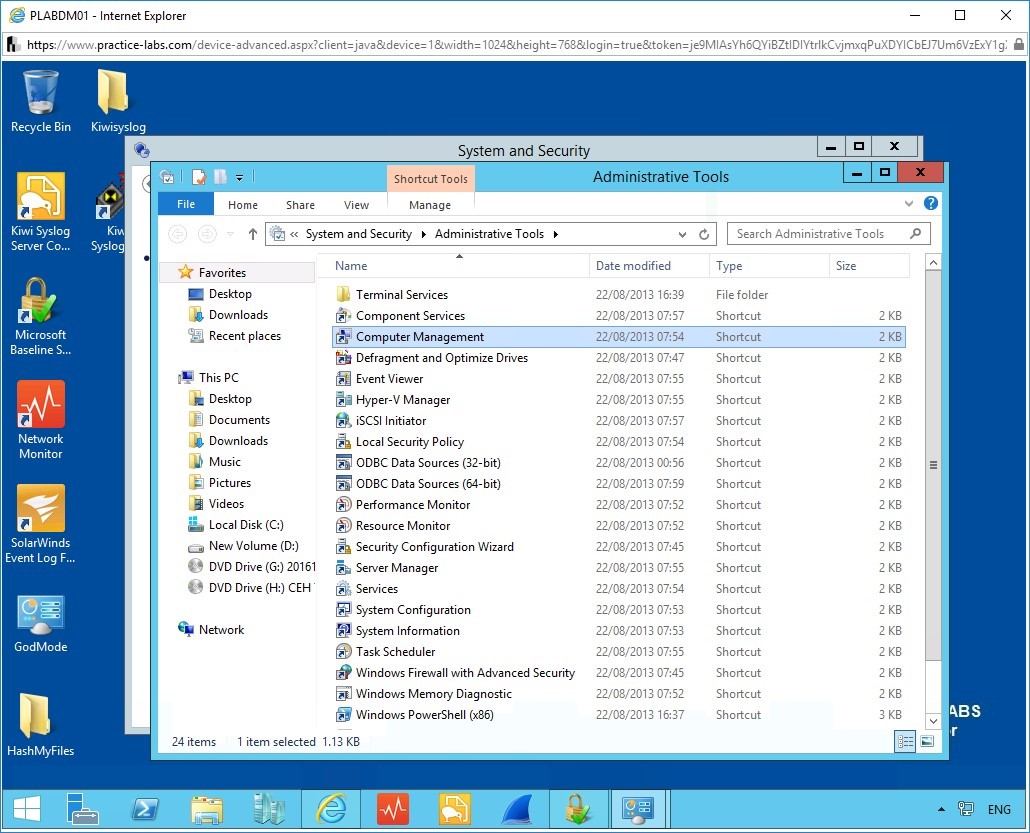 PLABDM01 - Internet Explorer
https://www.practice-labs.com/device-advanced.aspx?client=java&device=1&width=1024&height=768&login=true&token=
Recycle Bin
Kiwisyslog
Kiwi Syslog
Server Co...
Kiw
Syslog
Microsoft
Baseline S...
Network
Monitor
SolarWinds
Event Log F...
GodMode
HashMyFiles
System and Security
Shortcut Tools
Administrative Tools
File
Home
Share
View
Manage
« System and Security
Administrative Tools
Search Administrative Tools
Favorites
Desktop
Downloads
Recent places
This PC
Desktop
Documents
Downloads
Music
Pictures
Videos
Local Disk (C:)
New Volume (D:)
DVD Drive (G:) 20161
DVD Drive (H:) CEH
Network
Name Date modified Type Size
Terminal Services 22/08/2013 16:39 File folder
Component Services 22/08/2013 07:57 Shortcut 2 KB
Computer Management 22/08/2013 07:54 Shortcut 2 KB
Defragment and Optimize Drives 22/08/2013 07:47 Shortcut 2 KB
Event Viewer 22/08/2013 07:55 Shortcut 2 KB
Hyper-V Manager 22/08/2013 07:55 Shortcut 2 KB
iSCSI Initiator 22/08/2013 07:57 Shortcut 2 KB
Local Security Policy 22/08/2013 07:54 Shortcut 2 KB
ODBC Data Sources (32-bit) 22/08/2013 00:56 Shortcut 2 KB
ODBC Data Sources (64-bit) 22/08/2013 07:59 Shortcut 2 KB
Performance Monitor 22/08/2013 07:52 Shortcut 2 KB
Resource Monitor 22/08/2013 07:52 Shortcut 2 KB
Security Configuration Wizard 22/08/2013 07:45 Shortcut 2 KB
Server Manager 22/08/2013 07:55 Shortcut 2 KB
Services 22/08/2013 07:54 Shortcut 2 KB
System Configuration 22/08/2013 07:53 Shortcut 2 KB
System Information 22/08/2013 07:53 Shortcut 2 KB
Task Scheduler 22/08/2013 07:55 Shortcut 2 KB
Windows Firewall with Advanced Security 22/08/2013 07:45 Shortcut 2 KB
Windows Memory Diagnostic 22/08/2013 07:52 Shortcut 2 KB
Windows PowerShell (x86) 22/08/2013 16:37 Shortcut 3 KB
24 items 1 item selected 1.13 KB
ABS
r
ENG